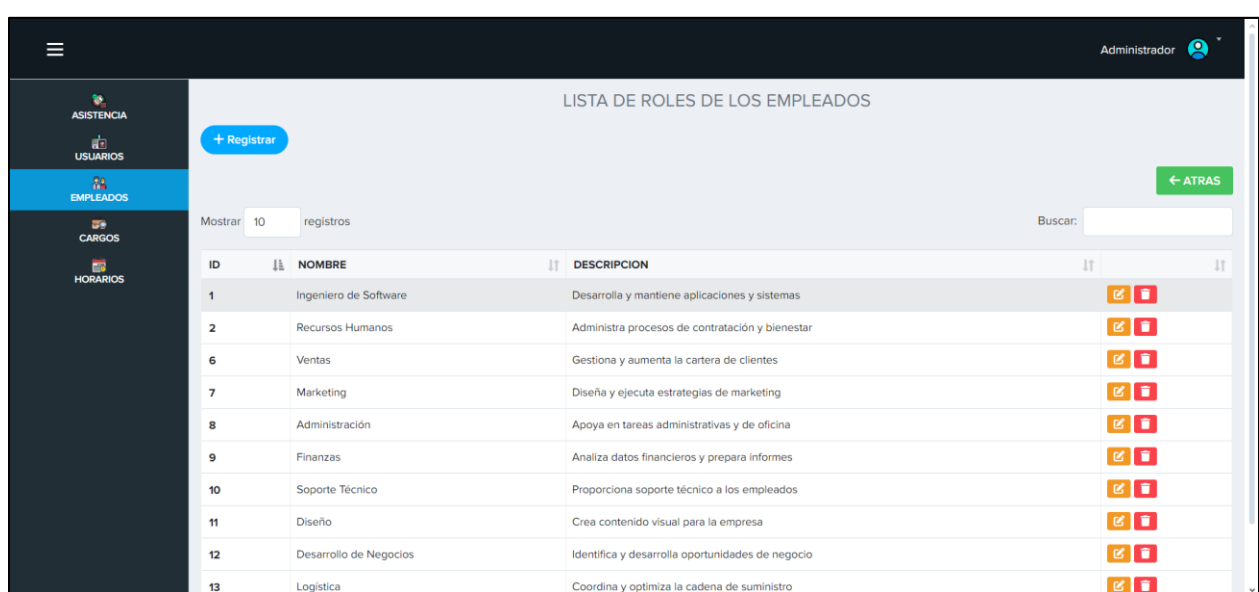 Administrador
ASISTENCIA
USUARIOS
EMPLEADOS
CARGOS
HORARIOS
LISTA DE ROLES DE LOS EMPLEADOS
+ Registrar
← ATRAS
Mostrar 10 registros
Buscar:
ID NOMBRE DESCRIPCION
1 Ingeniero de Software Desarrolla y mantiene aplicaciones y sistemas
2 Recursos Humanos Administra procesos de contratación y bienestar
6 Ventas Gestiona y aumenta la cartera de clientes
7 Marketing Diseña y ejecuta estrategias de marketing
8 Administración Apoya en tareas administrativas y de oficina
9 Finanzas Analiza datos financieros y prepara informes
10 Soporte Técnico Proporciona soporte técnico a los empleados
11 Diseño Crea contenido visual para la empresa
12 Desarrollo de Negocios Identifica y desarrolla oportunidades de negocio
13 Logística Coordina y optimiza la cadena de suministro